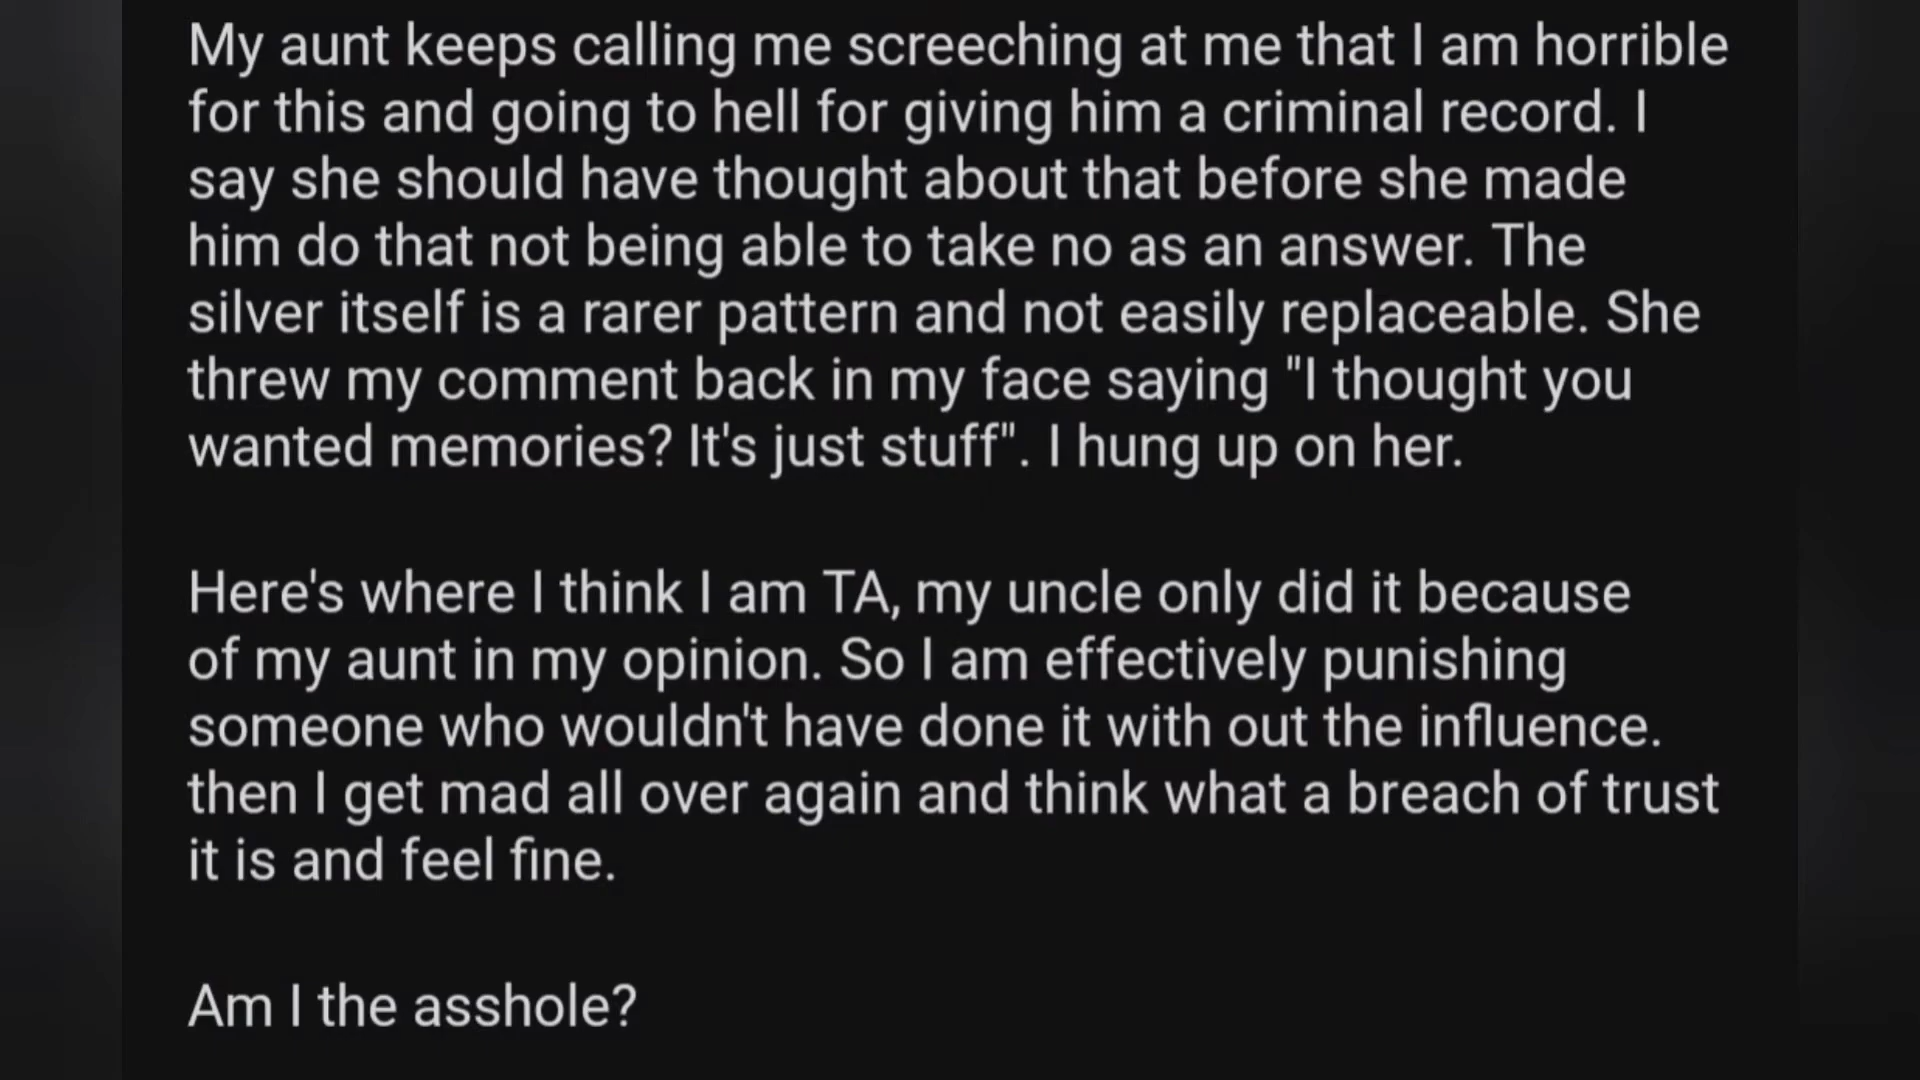 My aunt keeps calling me screeching at me that I am horrible
for this and going to hell for giving him a criminal record. I
say she should have thought about that before she made
him do that not being able to take no as an answer. The
silver itself is a rarer pattern and not easily replaceable. She
threw my comment back in my face saying "I thought you
wanted memories? It's just stuff". I hung up on her.
Here's where I think I am TA, my uncle only did it because
of my aunt in my opinion. So I am effectively punishing
someone who wouldn't have done it with out the influence.
then I get mad all over again and think what a breach of trust
it is and feel fine.
Am I the asshole?